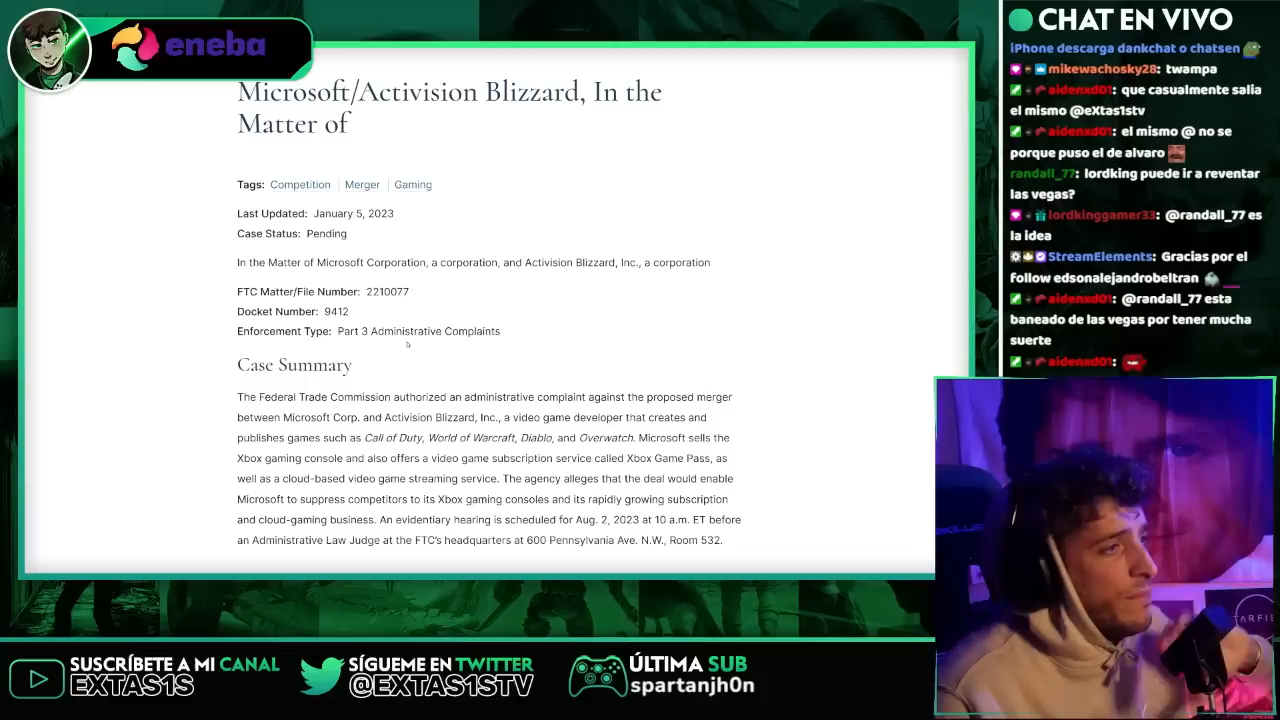 eneba
Microsoft/Activision Blizzard, In the
Matter of
Tags: Competition Merger Gaming
Last Updated: January 5, 2023
Case Status: Pending
In the Matter of Microsoft Corporation, a corporation, and Activision Blizzard, Inc., a corporation
FTC Matter/File Number: 2210077
Docket Number: 9412
Enforcement Type: Part 3 Administrative Complaints
Case Summary
The Federal Trade Commission authorized an administrative complaint against the proposed merger
between Microsoft Corp. and Activision Blizzard, Inc., a video game developer that creates and
publishes games such as Call of Duty, World of Warcraft, Diablo, and Overwatch. Microsoft sells the
Xbox gaming console and also offers a video game subscription service called Xbox Game Pass, as
well as a cloud-based video game streaming service. The agency alleges that the deal would enable
Microsoft to suppress competitors to its Xbox gaming consoles and its rapidly growing subscription
and cloud-gaming business. An evidentiary hearing is scheduled for Aug. 2, 2023 at 10 a.m. ET before
an Administrative Law Judge at the FTC's headquarters at 600 Pennsylvania Ave. N.W., Room 532.
CHAT EN VIVO
iPhone descarga dankchat o chatsen
mikewachosky28: twampa
aidenxd01: que casualmente salia
el mismo @eXtas1stv
aidenxd01: el mismo @ no se
porque puso el de alvaro
randall_77: lordking puede ir a reventar
las vegas?
lordkinggamer33: @randall_77 es
la idea
StreamElements: Gracias por el
follow edsonalejandrobeltran
aidenxd01: @randall_77 esta
baneado de las vegas por tener mucha
suerte
aidenxd01:
SUSCRÍBETE A MI CANAL
EXTAS1S
SÍGUEME EN TWITTER
@EXTAS1STV
ÚLTIMA SUB
spartanjh0n